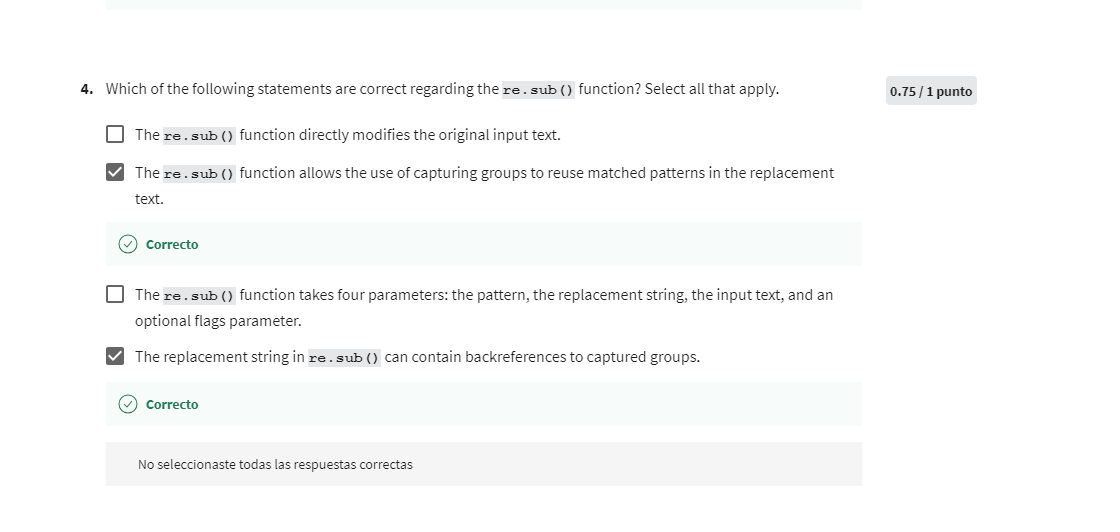 4. Which of the following statements are correct regarding the re.sub() function? Select all that apply.
0.75 / 1 punto
The re.sub() function directly modifies the original input text.
The re.sub() function allows the use of capturing groups to reuse matched patterns in the replacement
text.
Correcto
The re.sub() function takes four parameters: the pattern, the replacement string, the input text, and an
optional flags parameter.
The replacement string in re.sub() can contain backreferences to captured groups.
Correcto
No seleccionaste todas las respuestas correctas